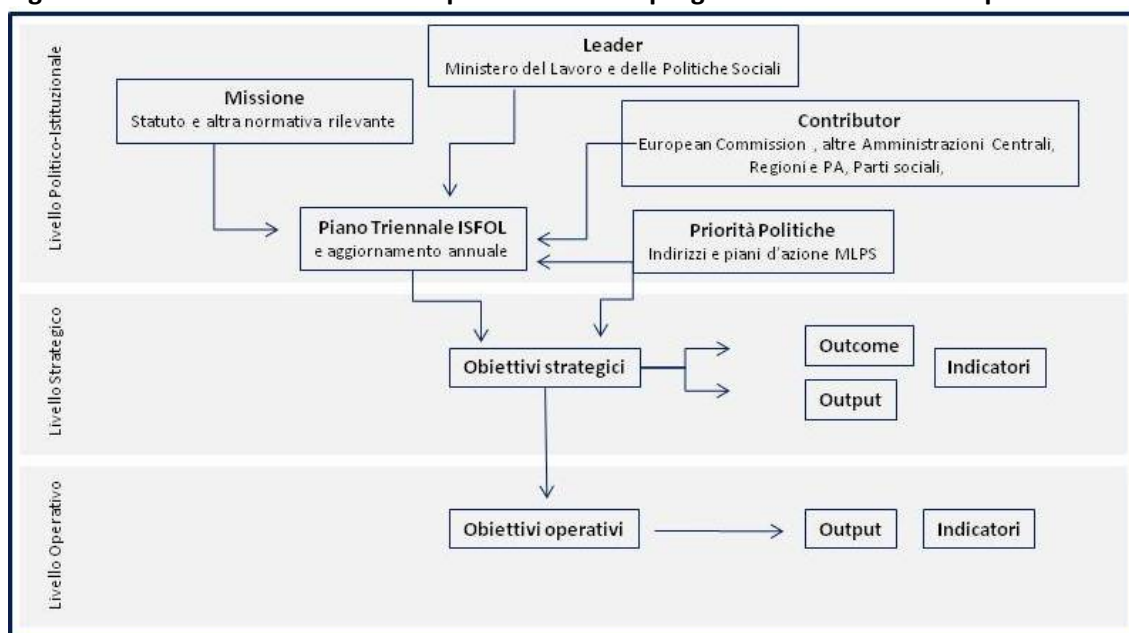 Livello Politico-Istituzionale
Leader
Ministero del Lavoro e delle Politiche Sociali
Missione
Statuto e altra normativa rilevante
Contributor
European Commission , altre Amministrazioni Centrali,
Regioni e PA, Parti sociali,
Piano Triennale ISFOL
e aggiornamento annuale
Priorità Politiche
Indirizzi e piani d'azione MLPS
Livello Strategico
Obiettivi strategici
Outcome
Output
Indicatori
Livello Operativo
Obiettivi operativi
Output
Indicatori